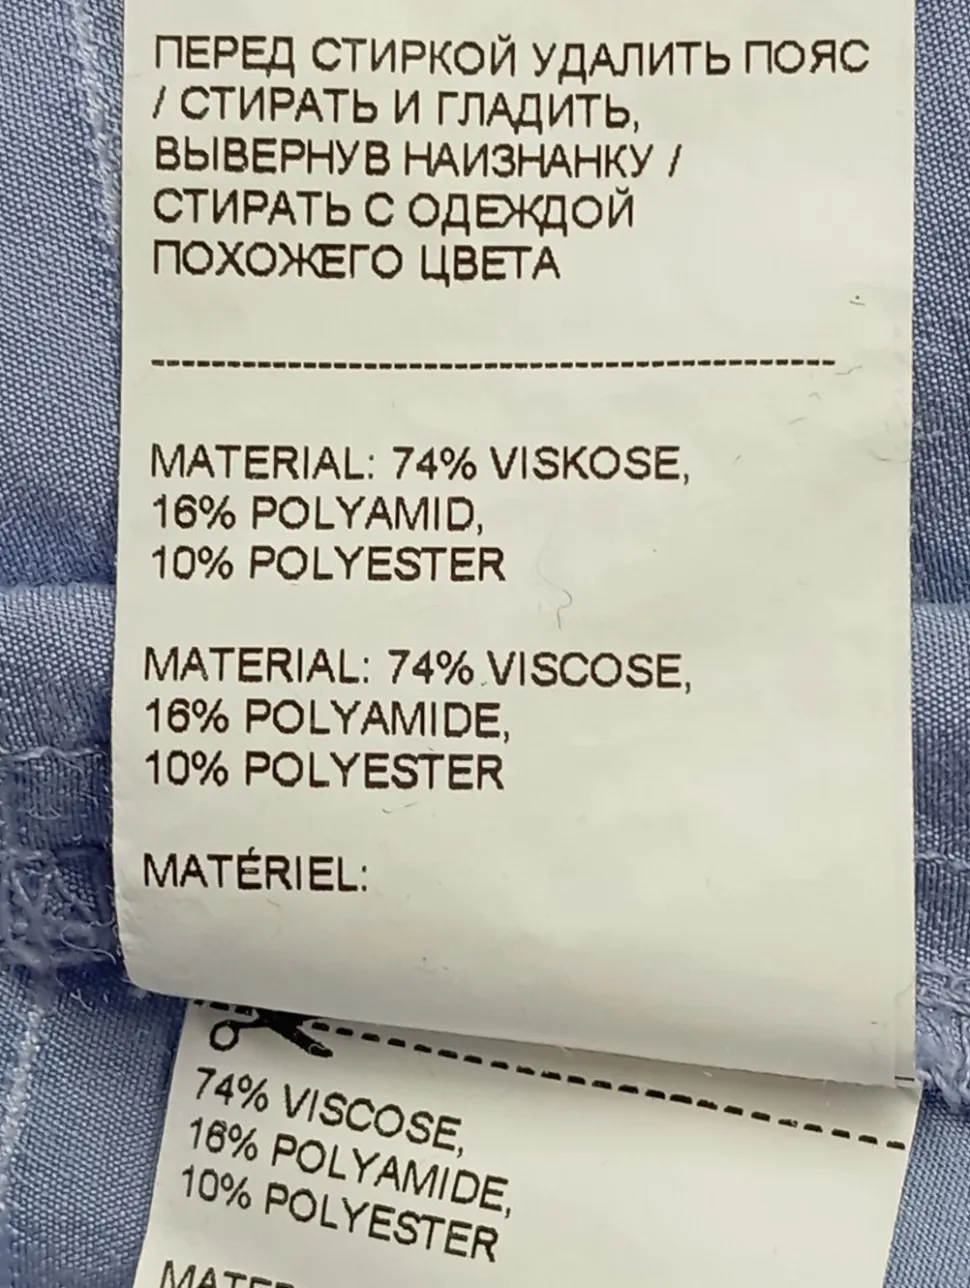 ПЕРЕД СТИРКОЙ УДАЛИТЬ ПОЯС
/ СТИРАТЬ И ГЛАДИТЬ,
ВЫВЕРНУВ НАИЗНАНКУ /
СТИРАТЬ С ОДЕЖДОЙ
ПОХОЖЕГО ЦВЕТА
MATERIAL: 74% VISKOSE,
16% POLYAMID,
10% POLYESTER
MATERIAL: 74% VISCOSE,
16% POLYAMIDE,
10% POLYESTER
MATÉRIEL:
74% VISCOSE,
16% POLYAMIDE,
10% POLYESTER